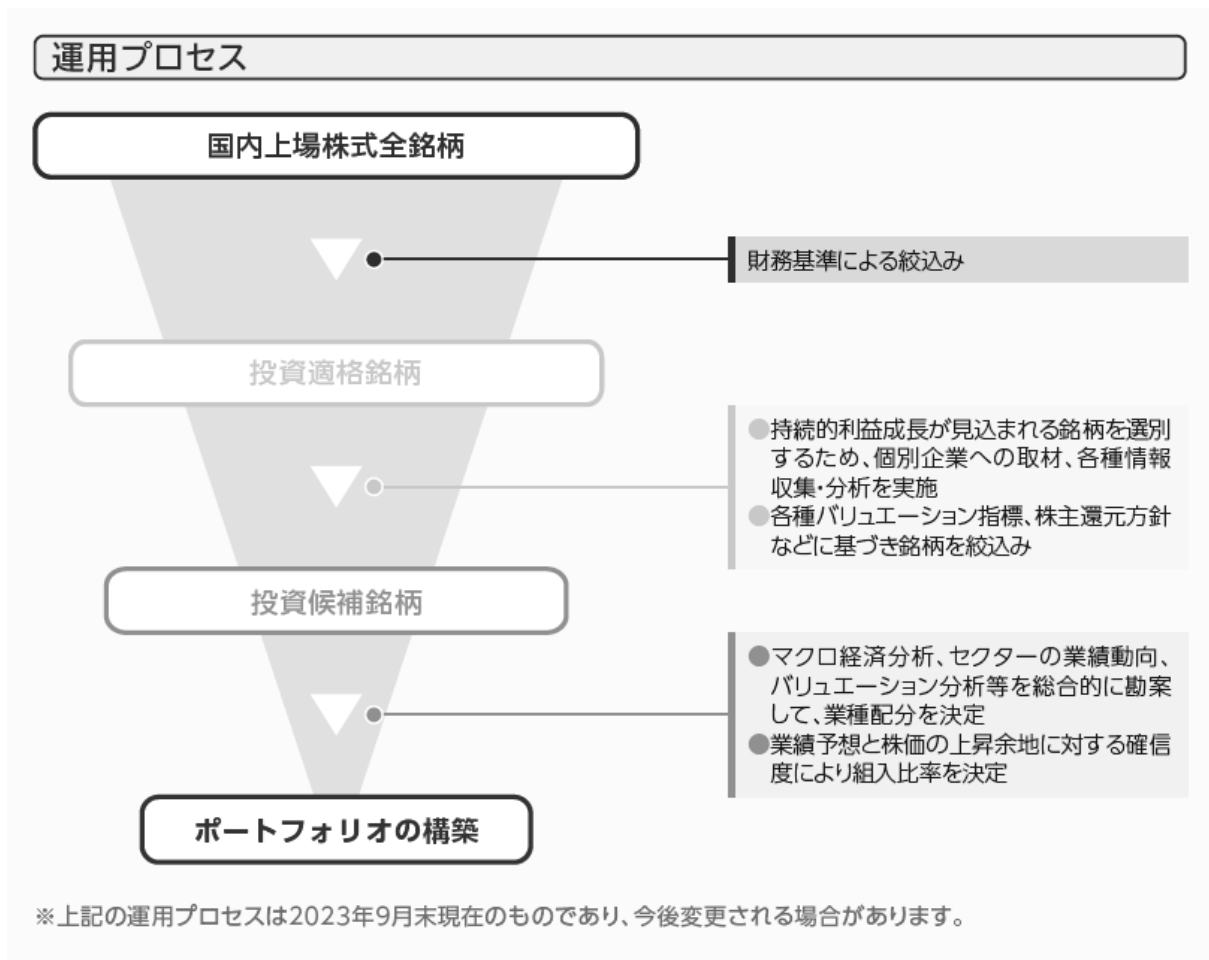 運用プロセス
国内上場株式全銘柄
財務基準による絞込み
投資適格銘柄
●持続的利益成長が見込まれる銘柄を選別
するため、個別企業への取材、各種情報
収集・分析を実施
●各種バリュエーション指標、株主還元方針
などに基づき銘柄を絞込み
投資候補銘柄
●マクロ経済分析、セクターの業績動向、
バリュエーション分析等を総合的に勘案
して、業種配分を決定
●業績予想と株価の上昇余地に対する確信
度により組入比率を決定
ポートフォリオの構築
※上記の運用プロセスは2023年9月末現在のものであり、今後変更される場合があります。